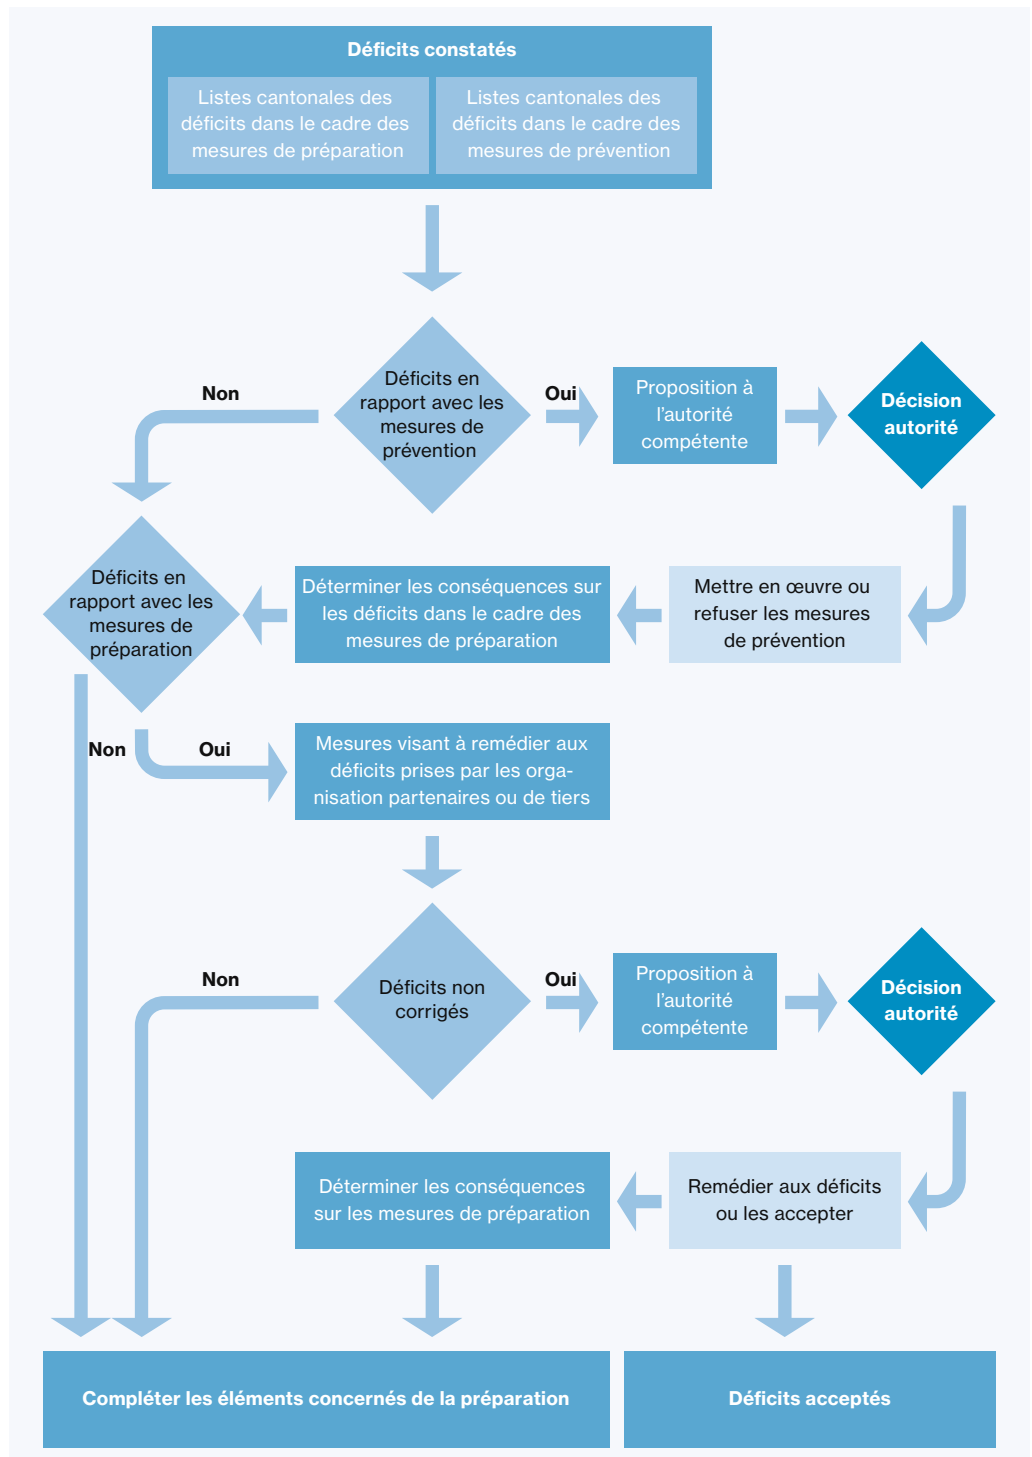 Déficits constatés
Listes cantonales des
déficits dans le cadre des
mesures de préparation
Listes cantonales des
déficits dans le cadre des
mesures de prévention
Non
Déficits en
rapport avec les
mesures de
prévention
Oui
Proposition à
l'autorité
compétente
Décision
autorité
Déficits en
rapport avec les
mesures de
préparation
Déterminer les conséquences sur
les déficits dans le cadre des
mesures de préparation
Mettre en œuvre ou
refuser les mesures
de prévention
Non
Oui
Mesures visant à remédier aux
déficits prises par les orga-
nisation partenaires ou de tiers
Non
Déficits non
corrigés
Oui
Proposition à
l'autorité
compétente
Décision
autorité
Déterminer les conséquences
sur les mesures de préparation
Remédier aux déficits
ou les accepter
Compléter les éléments concernés de la préparation
Déficits acceptés